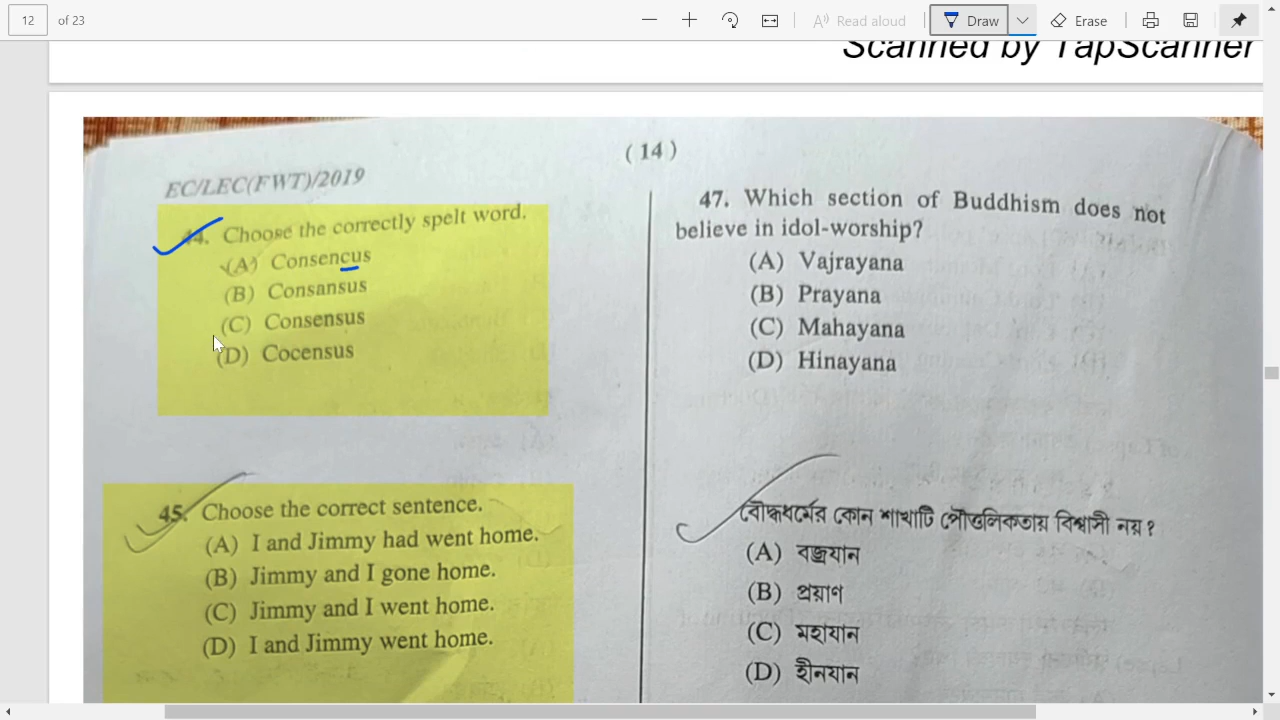 12 of 23
Read aloud
Draw
Erase
Scanned by TapScanner
( 14 )
EC/LEC(FWT)/2019
44. Choose the correctly spelt word.
(A) Consencus
(B) Consansus
(C) Consensus
(D) Cocensus
45. Choose the correct sentence.
(A) I and Jimmy had went home.
(B) Jimmy and I gone home.
(C) Jimmy and I went home.
(D) I and Jimmy went home.
47. Which section of Buddhism does not
believe in idol-worship?
(A) Vajrayana
(B) Prayana
(C) Mahayana
(D) Hinayana
বৌদ্ধধর্মের কোন শাখাটি পৌত্তলিকতায় বিশ্বাসী নয় ?
(A) বজ্রযান
(B) প্রয়াণ
(C) মহাযান
(D) হীনযান